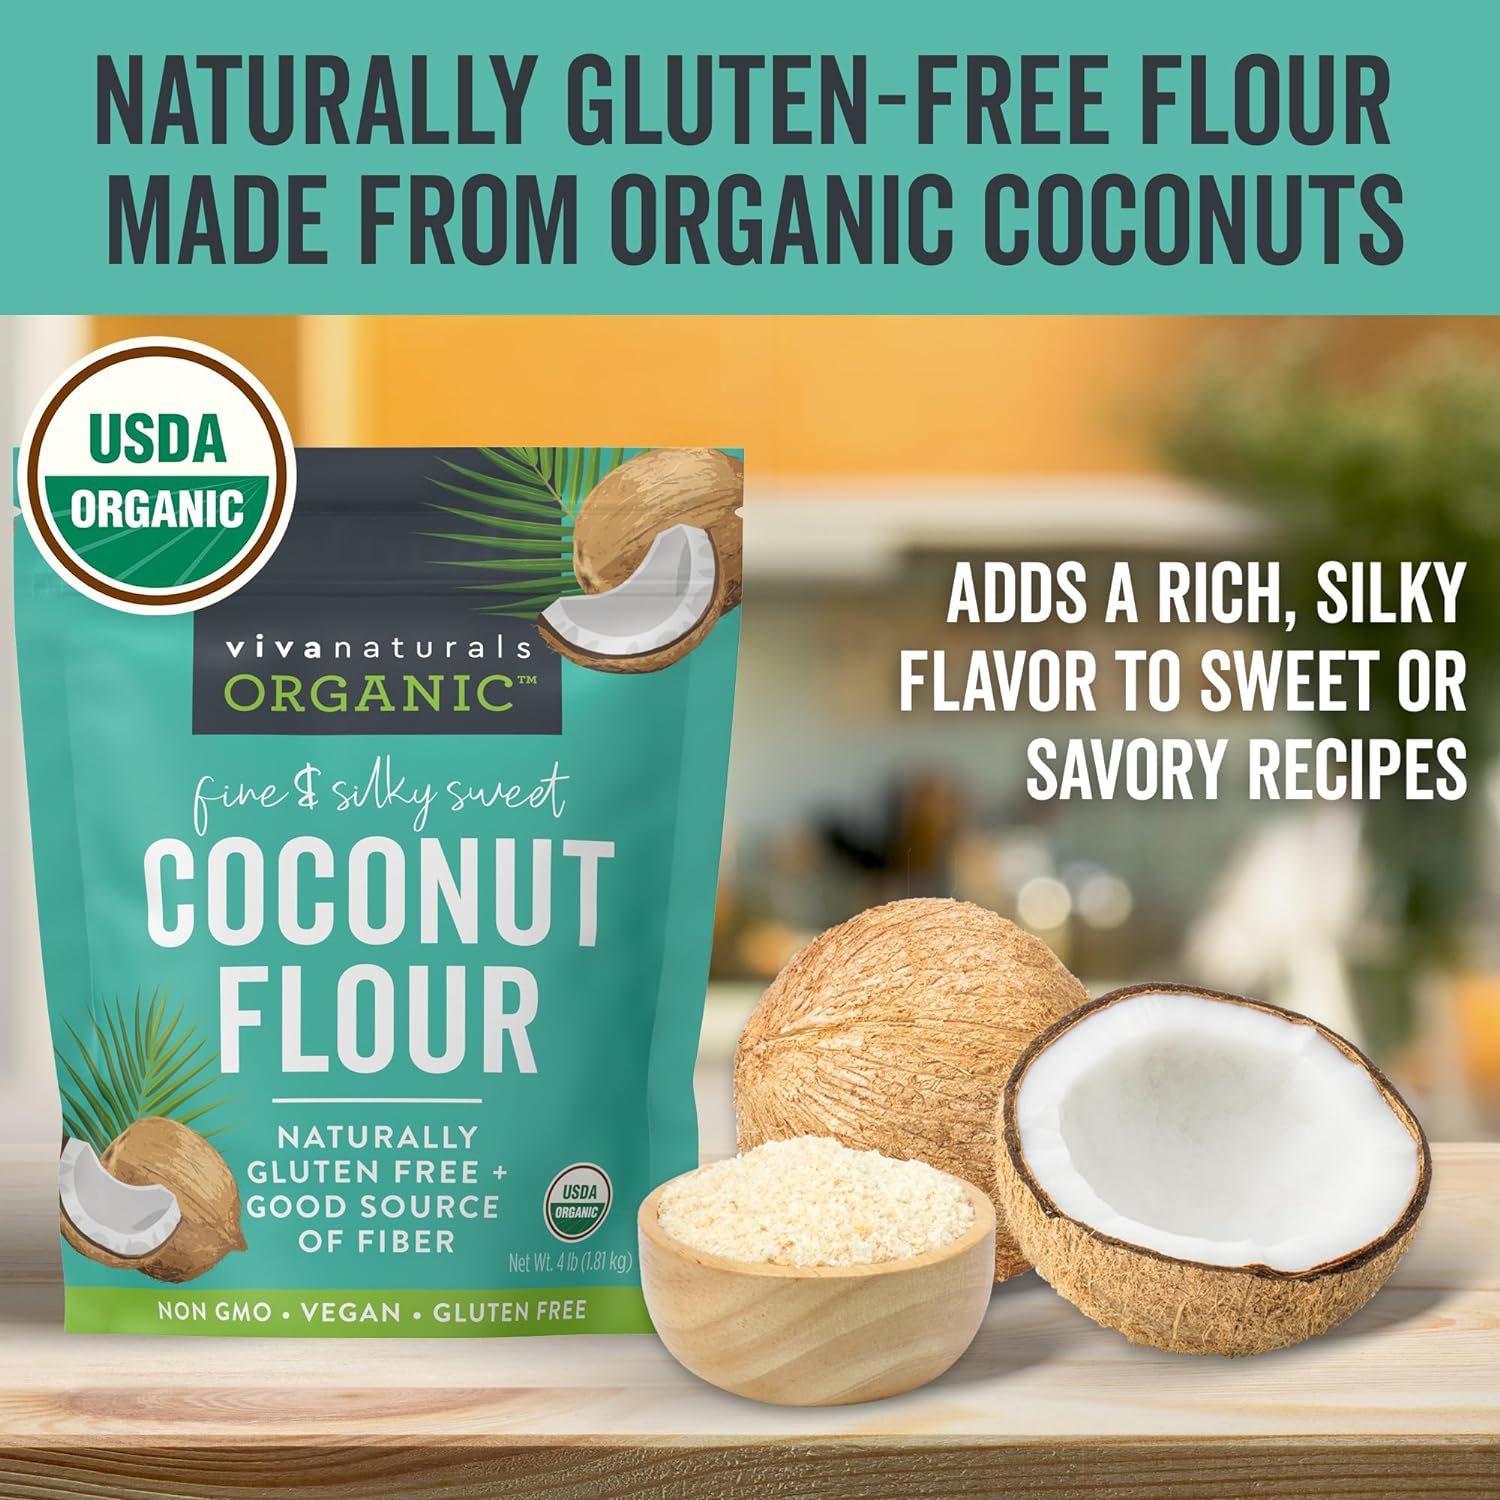 NATURALLY GLUTEN-FREE FLOUR
MADE FROM ORGANIC COCONUTS
USDA
ORGANIC
vivanaturals
ORGANIC™
fine & silky sweet
COCONUT
FLOUR
NATURALLY
GLUTEN FREE +
GOOD SOURCE
OF FIBER
USDA
ORGANIC
Net Wt. 4 lb (1.81 kg)
NON GMO • VEGAN • GLUTEN FREE
ADDS A RICH, SILKY
FLAVOR TO SWEET OR
SAVORY RECIPES